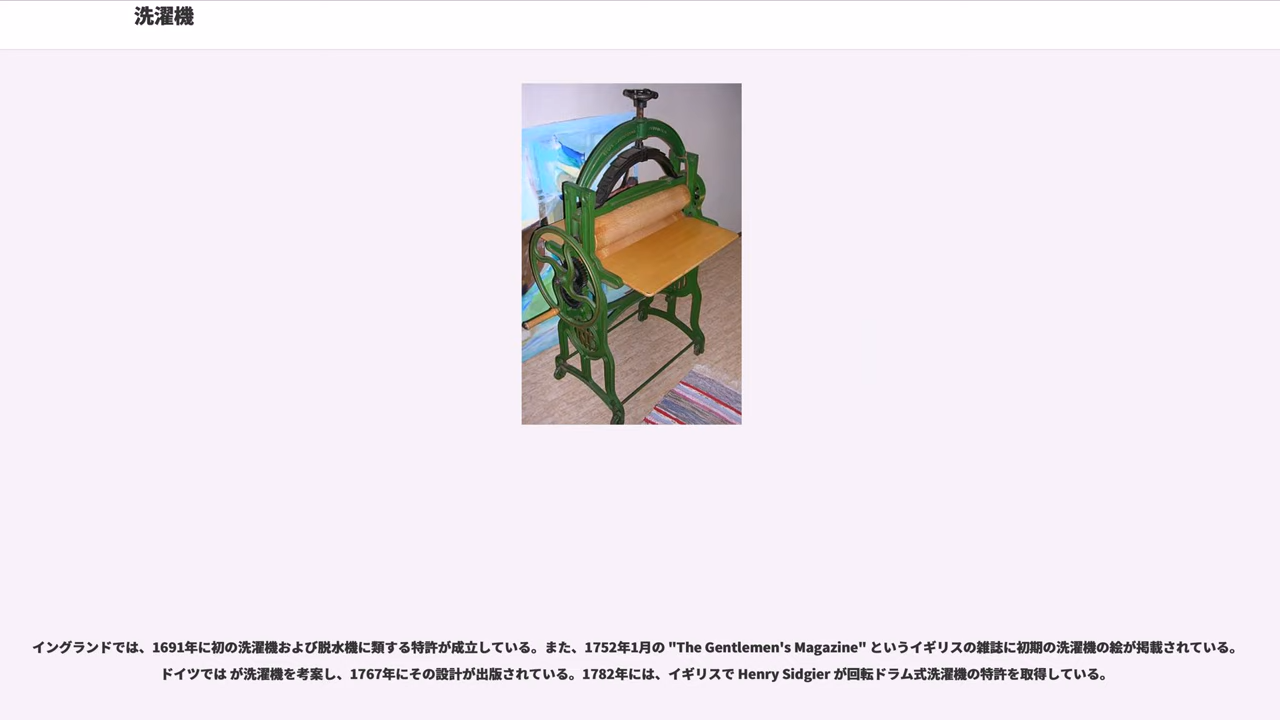 洗濯機
イングランドでは、1691年に初の洗濯機および脱水機に類する特許が成立している。また、1752年1月の "The Gentlemen's Magazine" というイギリスの雑誌に初期の洗濯機の絵が掲載されている。
ドイツでは が洗濯機を考案し、1767年にその設計が出版されている。1782年には、イギリスで Henry Sidgier が回転ドラム式洗濯機の特許を取得している。